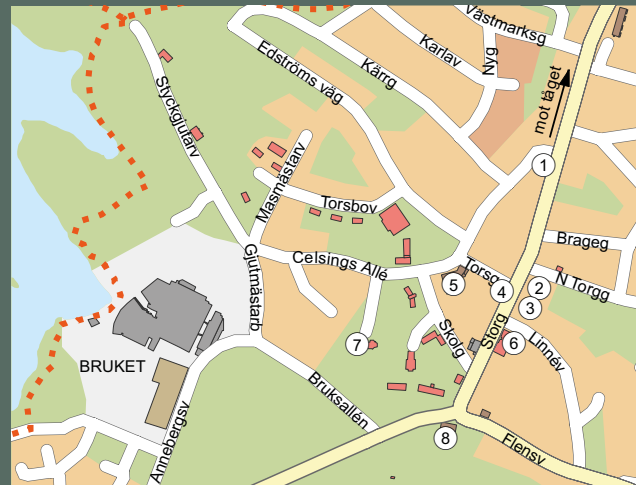 Västmarksg
Karlav
Nyg
Edströms väg
Kärrg
mot tåget
Styckgjutarv
1
Masmästarv
Torsbov
Brageg
Gjutmästarb
Celsings Allé
Torsg
N Torgg
5
4
2
3
Storg
Skolg
Linnév
6
7
BRUKET
Bruksallén
Annebergsv
8
Flensv